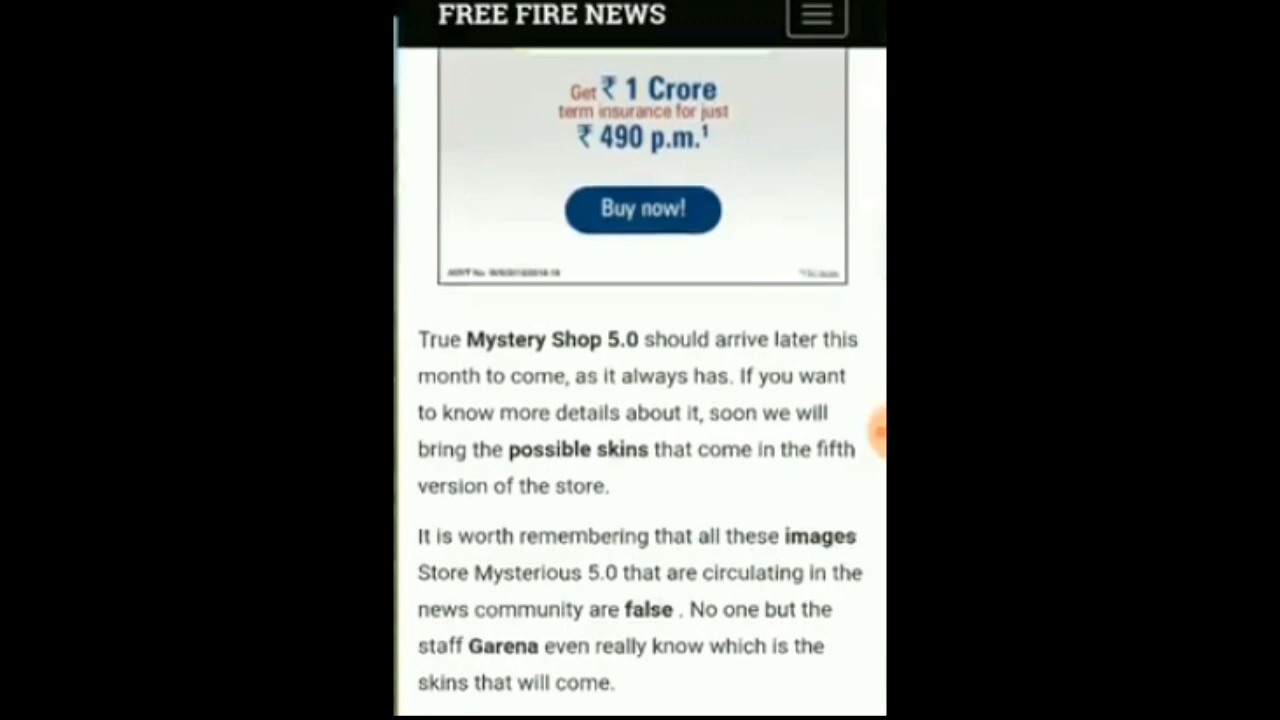 FREE FIRE NEWS
Get ₹ 1 Crore
term insurance for just
₹ 490 p.m.¹
Buy now!
True Mystery Shop 5.0 should arrive later this
month to come, as it always has. If you want
to know more details about it, soon we will
bring the possible skins that come in the fifth
version of the store.
It is worth remembering that all these images
Store Mysterious 5.0 that are circulating in the
news community are false . No one but the
staff Garena even really know which is the
skins that will come.